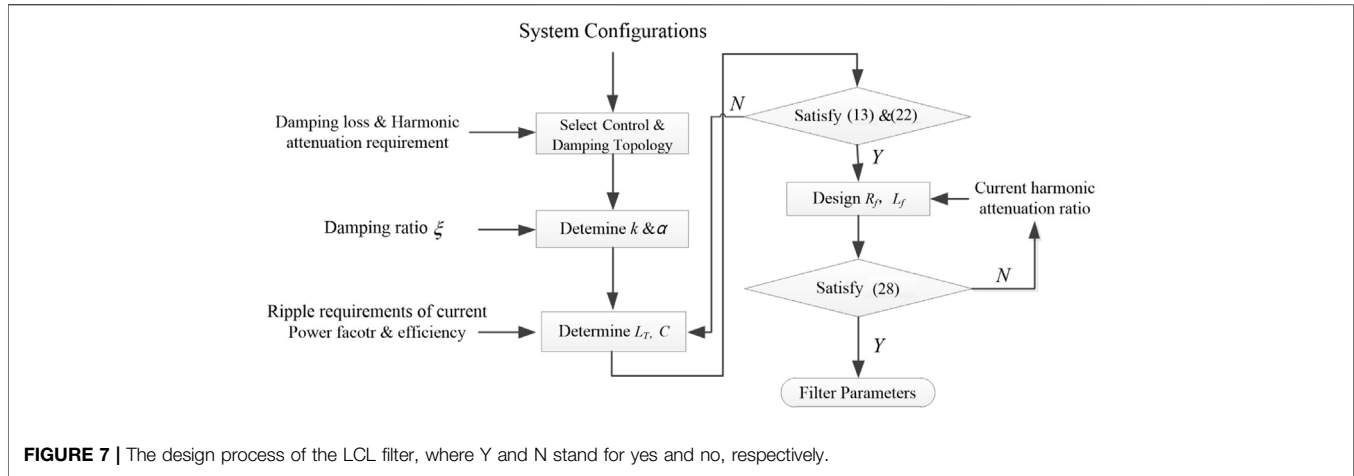 System Configurations
Damping loss & Harmonic
attenuation requirement
Select Control &
Damping Topology
Damping ratio ξ
Detemine k & α
Ripple requirements of current
Power facotr & efficiency
Determine L_T, C
N
Satisfy (13) &(22)
Y
Design R_f, L_f
Current harmonic
attenuation ratio
Satisfy (28)
N
Y
Filter Parameters
FIGURE 7 | The design process of the LCL filter, where Y and N stand for yes and no, respectively.